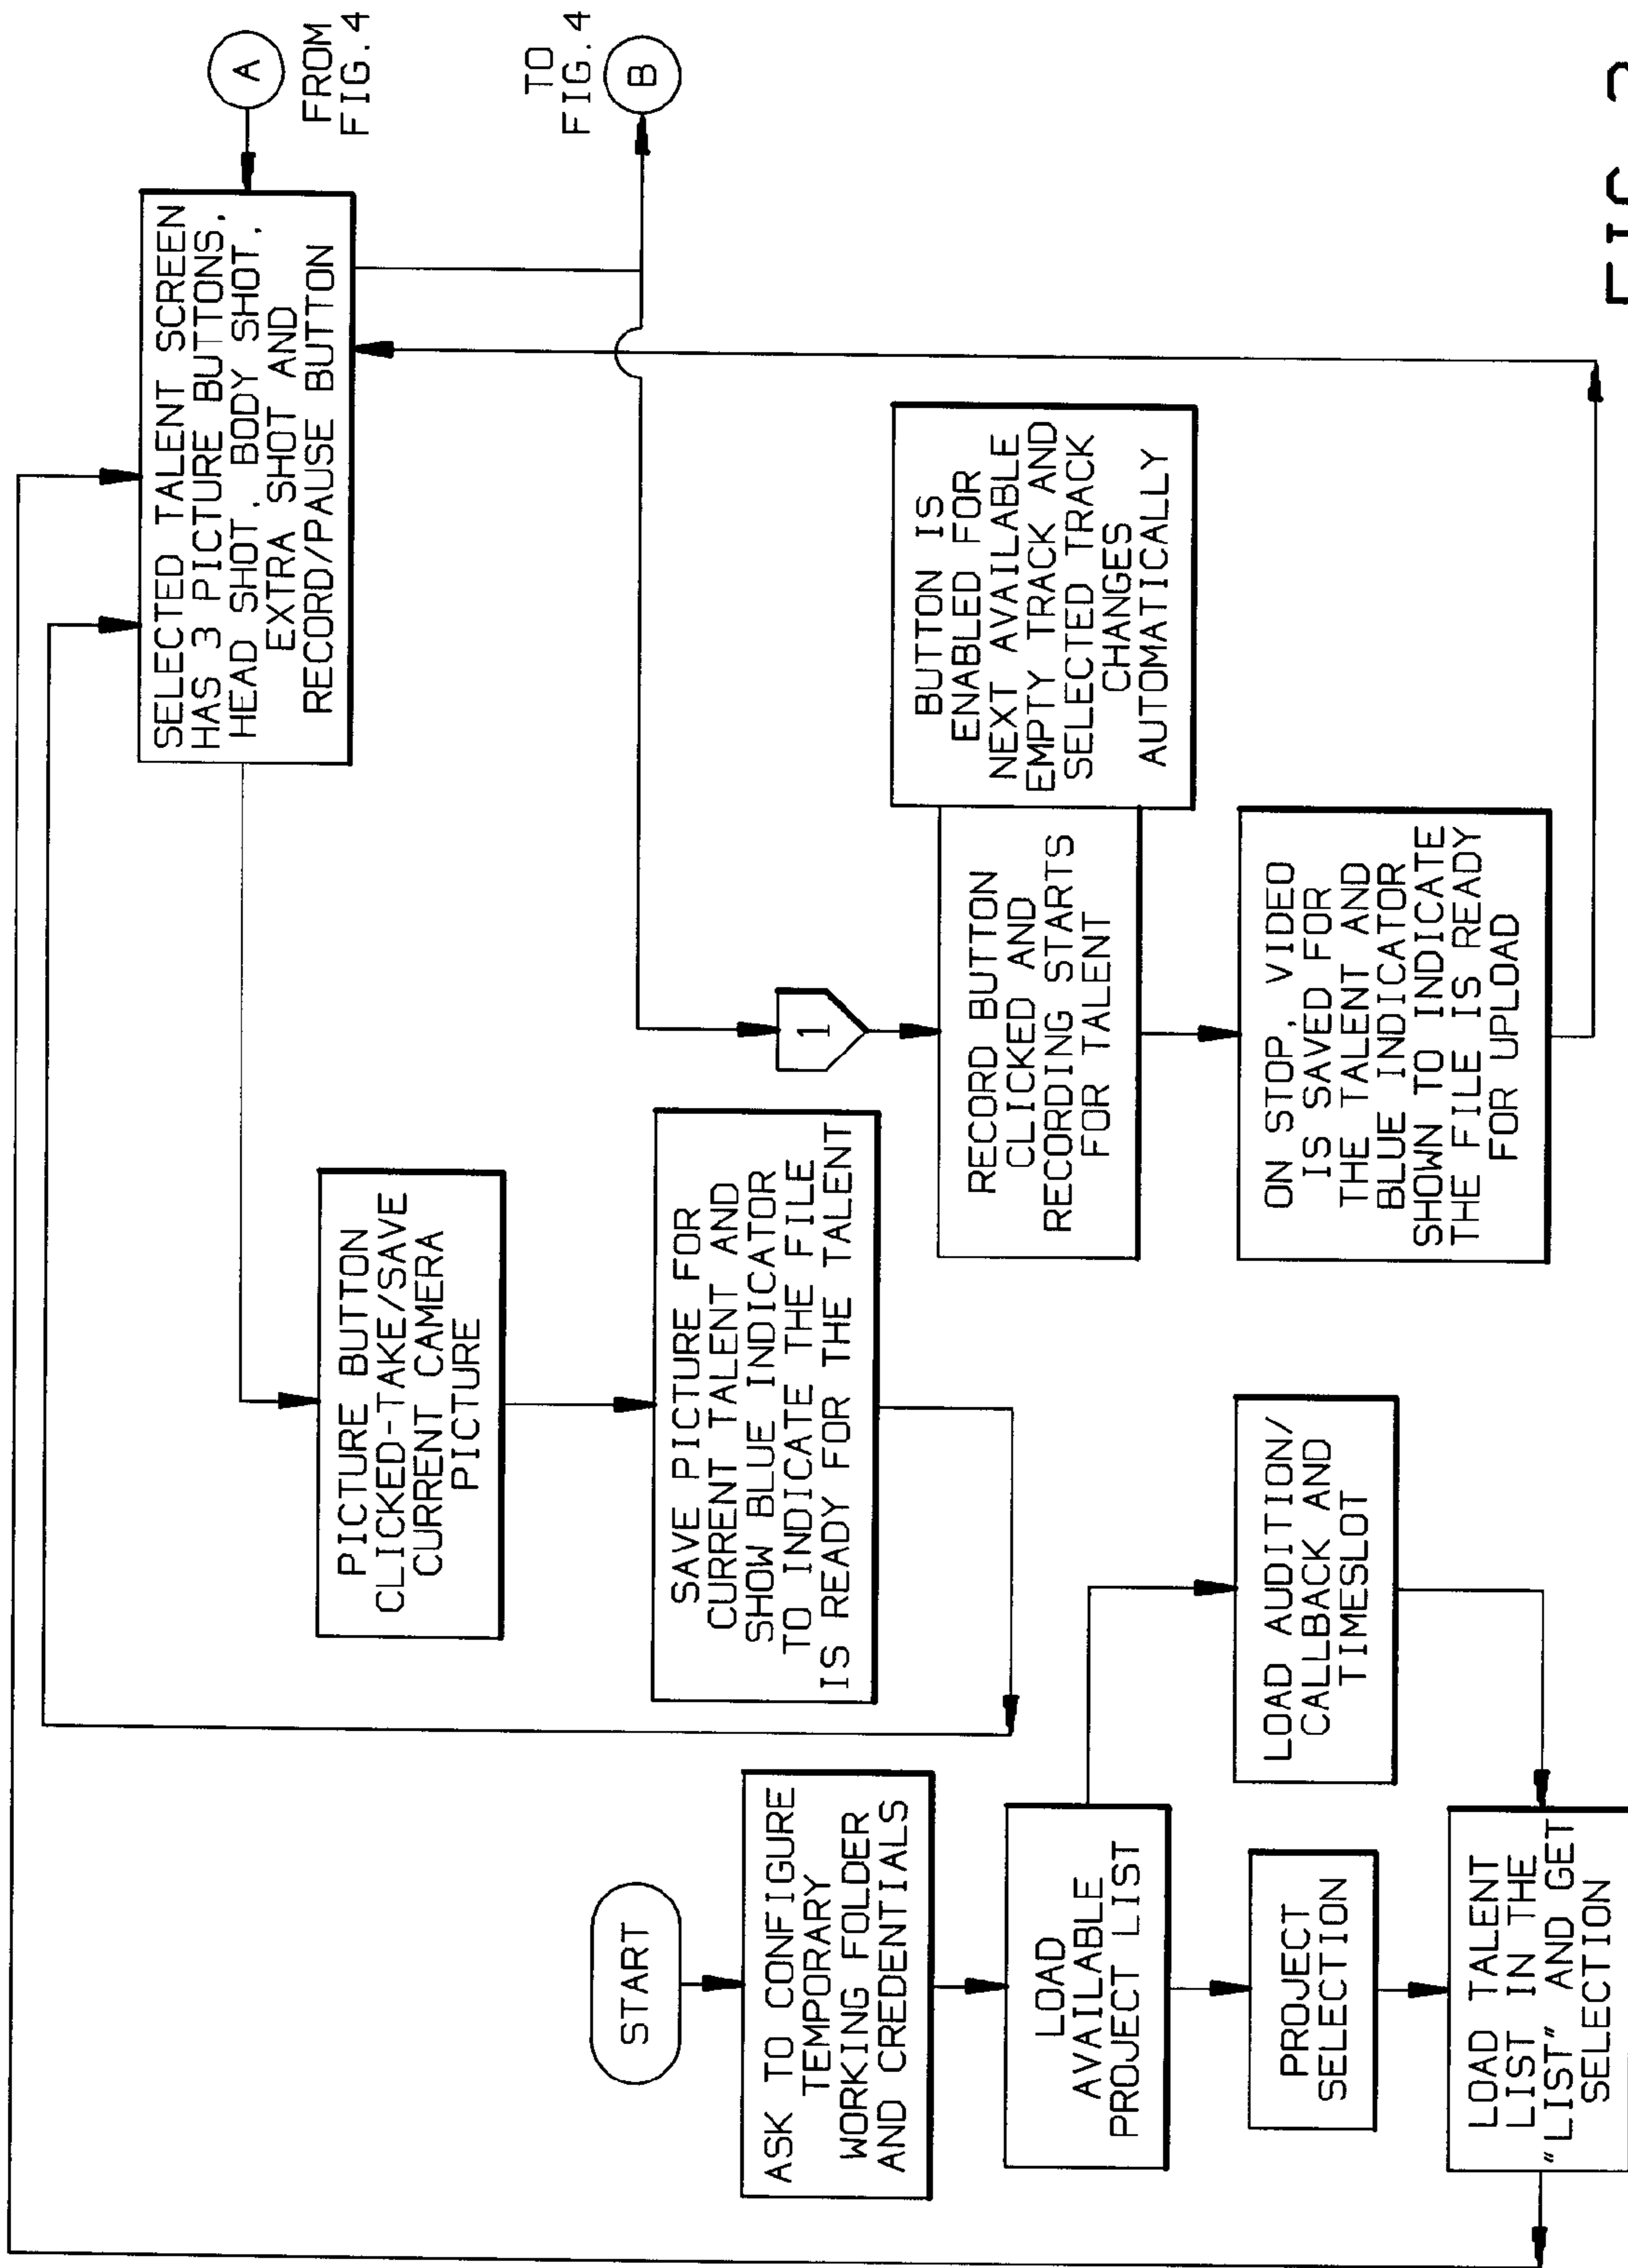 START
ASK TO CONFIGURE
TEMPORARY
WORKING FOLDER
AND CREDENTIALS
LOAD
AVAILABLE
PROJECT LIST
PROJECT
SELECTION
LOAD AUDITION/
CALLBACK AND
TIMESLOT
LOAD TALENT
LIST IN THE
"LIST" AND GET
SELECTION
PICTURE BUTTON
CLICKED-TAKE/SAVE
CURRENT CAMERA
PICTURE
SAVE PICTURE FOR
CURRENT TALENT AND
SHOW BLUE INDICATOR
TO INDICATE THE FILE
IS READY FOR THE TALENT
SELECTED TALENT SCREEN
HAS 3 PICTURE BUTTONS,
HEAD SHOT, BODY SHOT,
EXTRA SHOT AND
RECORD/PAUSE BUTTON
A
FROM
FIG.4
TO
FIG.4
B
1
RECORD BUTTON
CLICKED AND
RECORDING STARTS
FOR TALENT
BUTTON IS
ENABLED FOR
NEXT AVAILABLE
EMPTY TRACK AND
SELECTED TRACK
CHANGES
AUTOMATICALLY
ON STOP, VIDEO
IS SAVED FOR
THE TALENT AND
BLUE INDICATOR
SHOWN TO INDICATE
THE FILE IS READY
FOR UPLOAD